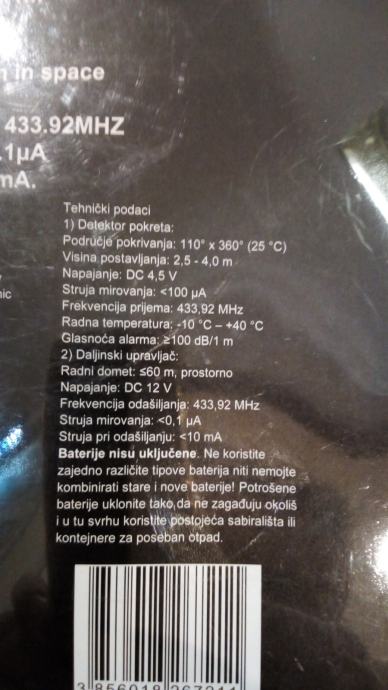 in space
433.92MHZ
.1µA
mA.
Tehnički podaci
1) Detektor pokreta:
Područje pokrivanja: 110° x 360° (25 °C)
Visina postavljanja: 2,5 - 4,0 m
Napajanje: DC 4,5 V
nic
Struja mirovanja: <100 µA
Frekvencija prijema: 433,92 MHz
Radna temperatura: -10 °C – +40 °C
Glasnoća alarma: ≥100 dB/1 m
2) Daljinski upravljač:
Radni domet: ≤60 m, prostorno
Napajanje: DC 12 V
Frekvencija odašiljanja: 433,92 MHz
Struja mirovanja: <0,1 µA
Struja pri odašiljanju: <10 mA
Baterije nisu uključene. Ne koristite
zajedno različite tipove baterija niti nemojte
kombinirati stare i nove baterije! Potrošene
baterije uklonite tako,da ne zagađuju okoliš
i u tu svrhu koristite postojeća sabirališta ili
kontejnere za poseban otpad.